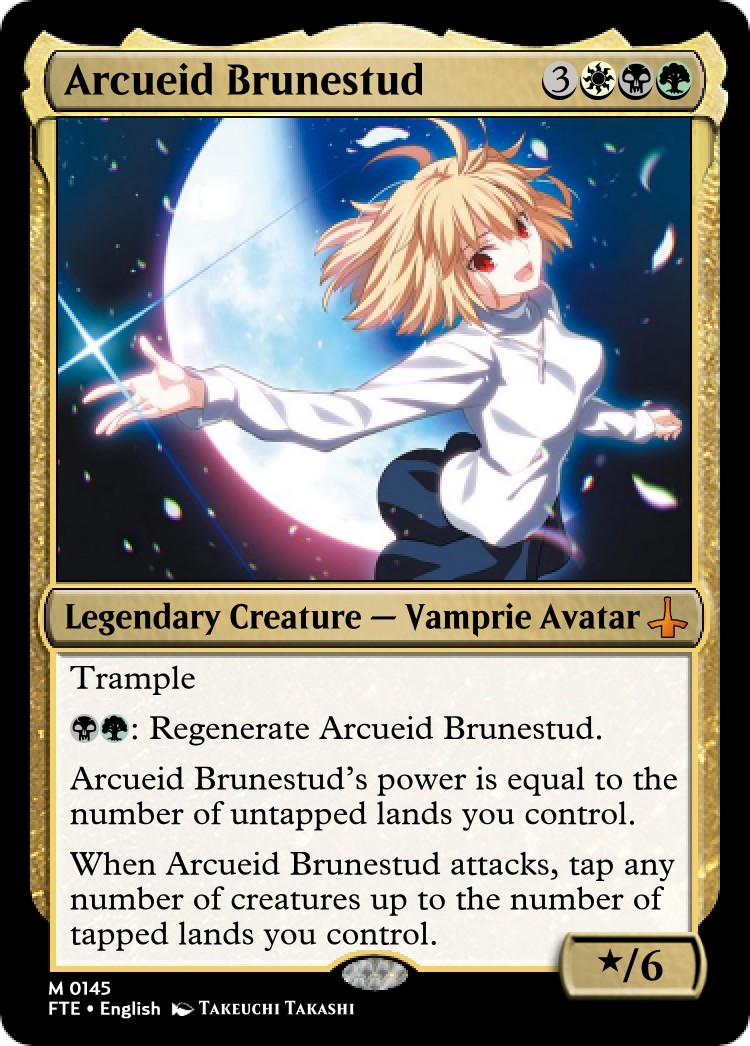 Arcueid Brunestud 3
Legendary Creature — Vamprie Avatar
Trample
: Regenerate Arcueid Brunestud.
Arcueid Brunestud's power is equal to the
number of untapped lands you control.
When Arcueid Brunestud attacks, tap any
number of creatures up to the number of
tapped lands you control.
★/6
M 0145
FTE • English Takeuchi Takashi